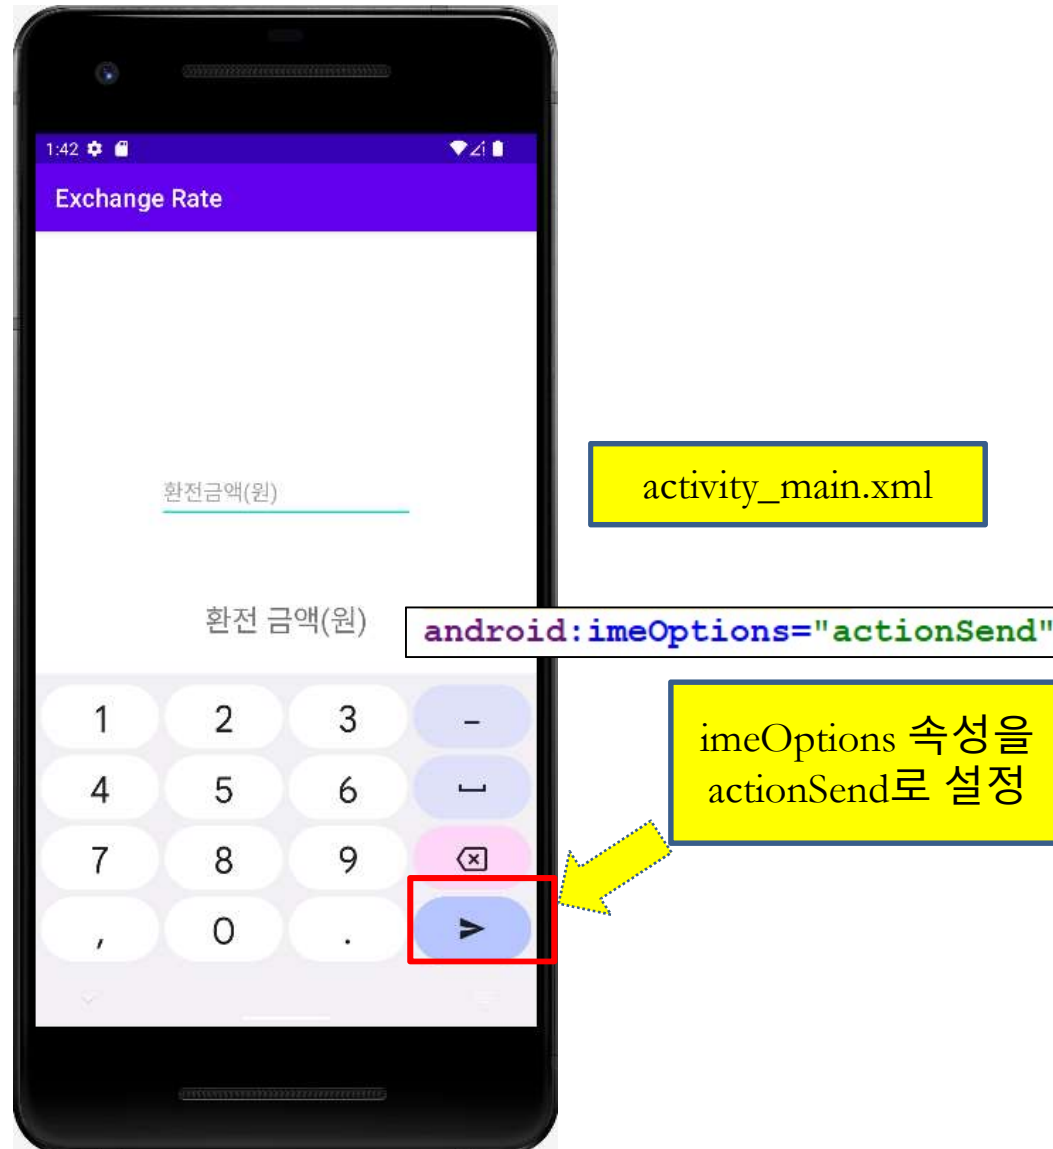 1:42
Exchange Rate
환전금액(원)
activity_main.xml
환전 금액(원)
android:imeOptions="actionSend"
imeOptions 속성을
actionSend로 설정
1 2 3 -
4 5 6
7 8 9
, 0 .